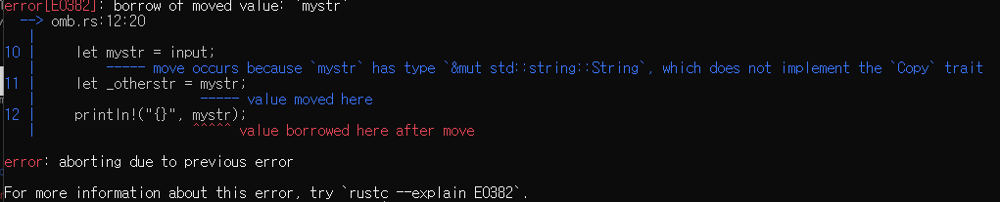 error[E0382]: borrow of moved value: `mystr`
--> omb.rs:12:20
|
10 | let mystr = input;
| ----- move occurs because `mystr` has type `&mut std::string::String`, which does not implement the `Copy` trait
11 | let _otherstr = mystr;
| ----- value moved here
12 | println!("{}", mystr);
| ^^^^^ value borrowed here after move
error: aborting due to previous error
For more information about this error, try `rustc --explain E0382`.